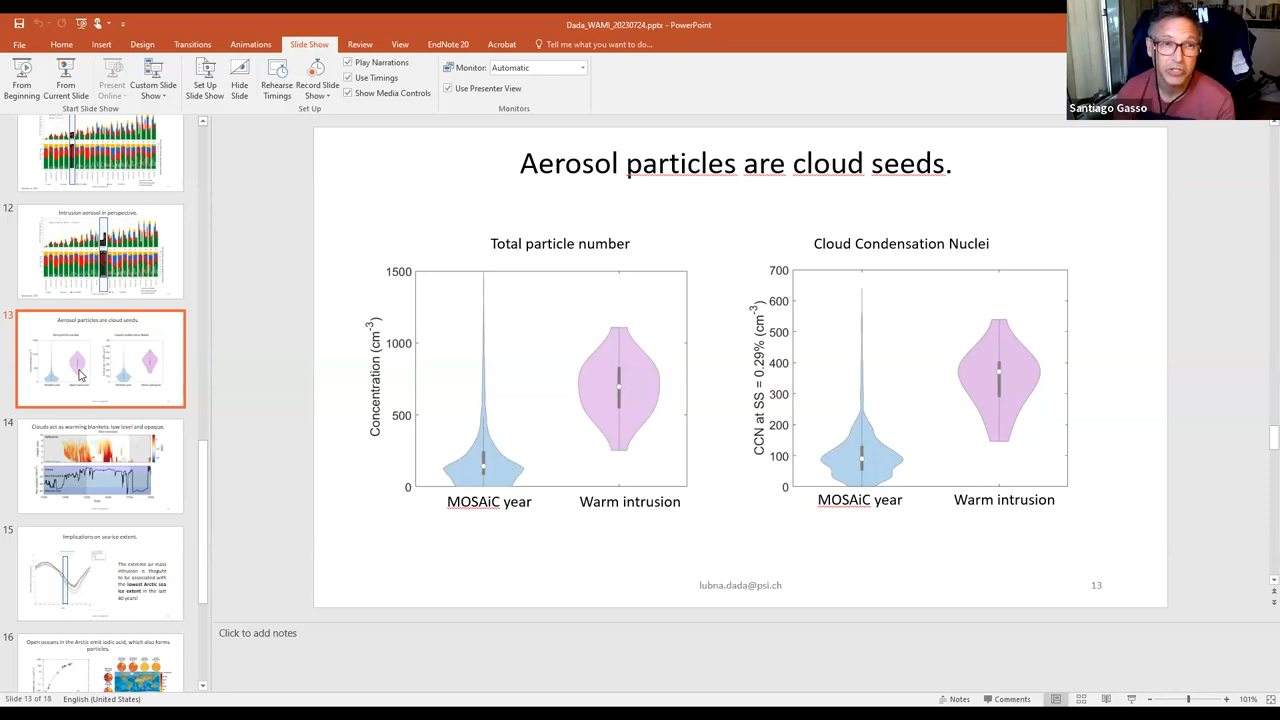 Dada_WAMI_20230724.pptx - PowerPoint
File Home Insert Design Transitions Animations Slide Show Review View EndNote 20 Acrobat Tell me what you want to do...
From Beginning
From Current Slide
Present Online
Custom Slide Show
Start Slide Show
Set Up Slide Show
Hide Slide
Rehearse Timings
Record Slide Show
Play Narrations
Use Timings
Show Media Controls
Set Up
Monitor: Automatic
Use Presenter View
Monitors
Santiago Gasso
12
Intrusion aerosol in perspective.
13
Aerosol particles are cloud seeds.
14
Clouds act as warming blankets: low level and opaque.
15
Implications on sea-ice extent.
The extreme air mass
intrusion is thoght
to be associated with
the lowest Arctic sea
ice extent in the last
40 years!
16
Open oceans in the Arctic emit iodic acid, which also forms
particles.
Aerosol particles are cloud seeds.
Total particle number
Concentration (cm-3)
1500
1000
500
0
MOSAiC year Warm intrusion
Cloud Condensation Nuclei
CCN at SS = 0.29% (cm-3)
700
600
500
400
300
200
100
0
MOSAiC year Warm intrusion
lubna.dada@psi.ch 13
Click to add notes
Slide 13 of 18 English (United States) Notes Comments 101%